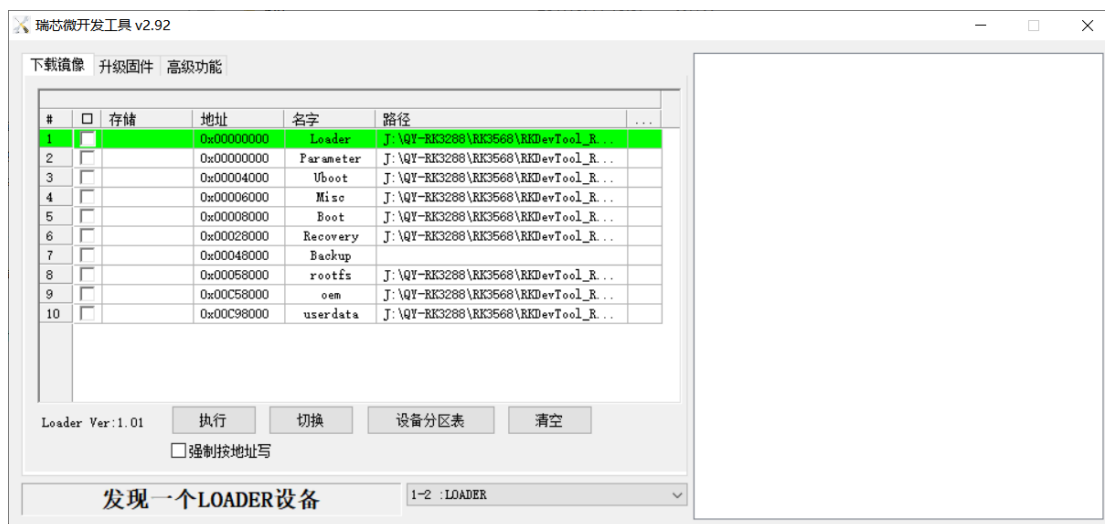 瑞芯微开发工具 v2.92
下载镜像 升级固件 高级功能
# 存储 地址 名字 路径 ...
1 0x00000000 Loader J:\QY-RK3288\RK3568\RKDevTool_R...
2 0x00000000 Parameter J:\QY-RK3288\RK3568\RKDevTool_R...
3 0x00004000 Uboot J:\QY-RK3288\RK3568\RKDevTool_R...
4 0x00006000 Misc J:\QY-RK3288\RK3568\RKDevTool_R...
5 0x00008000 Boot J:\QY-RK3288\RK3568\RKDevTool_R...
6 0x00028000 Recovery J:\QY-RK3288\RK3568\RKDevTool_R...
7 0x00048000 Backup
8 0x00058000 rootfs J:\QY-RK3288\RK3568\RKDevTool_R...
9 0x00C58000 oem J:\QY-RK3288\RK3568\RKDevTool_R...
10 0x00C98000 userdata J:\QY-RK3288\RK3568\RKDevTool_R...
Loader Ver:1.01 执行 切换 设备分区表 清空
强制按地址写
发现一个LOADER设备 1-2 :LOADER